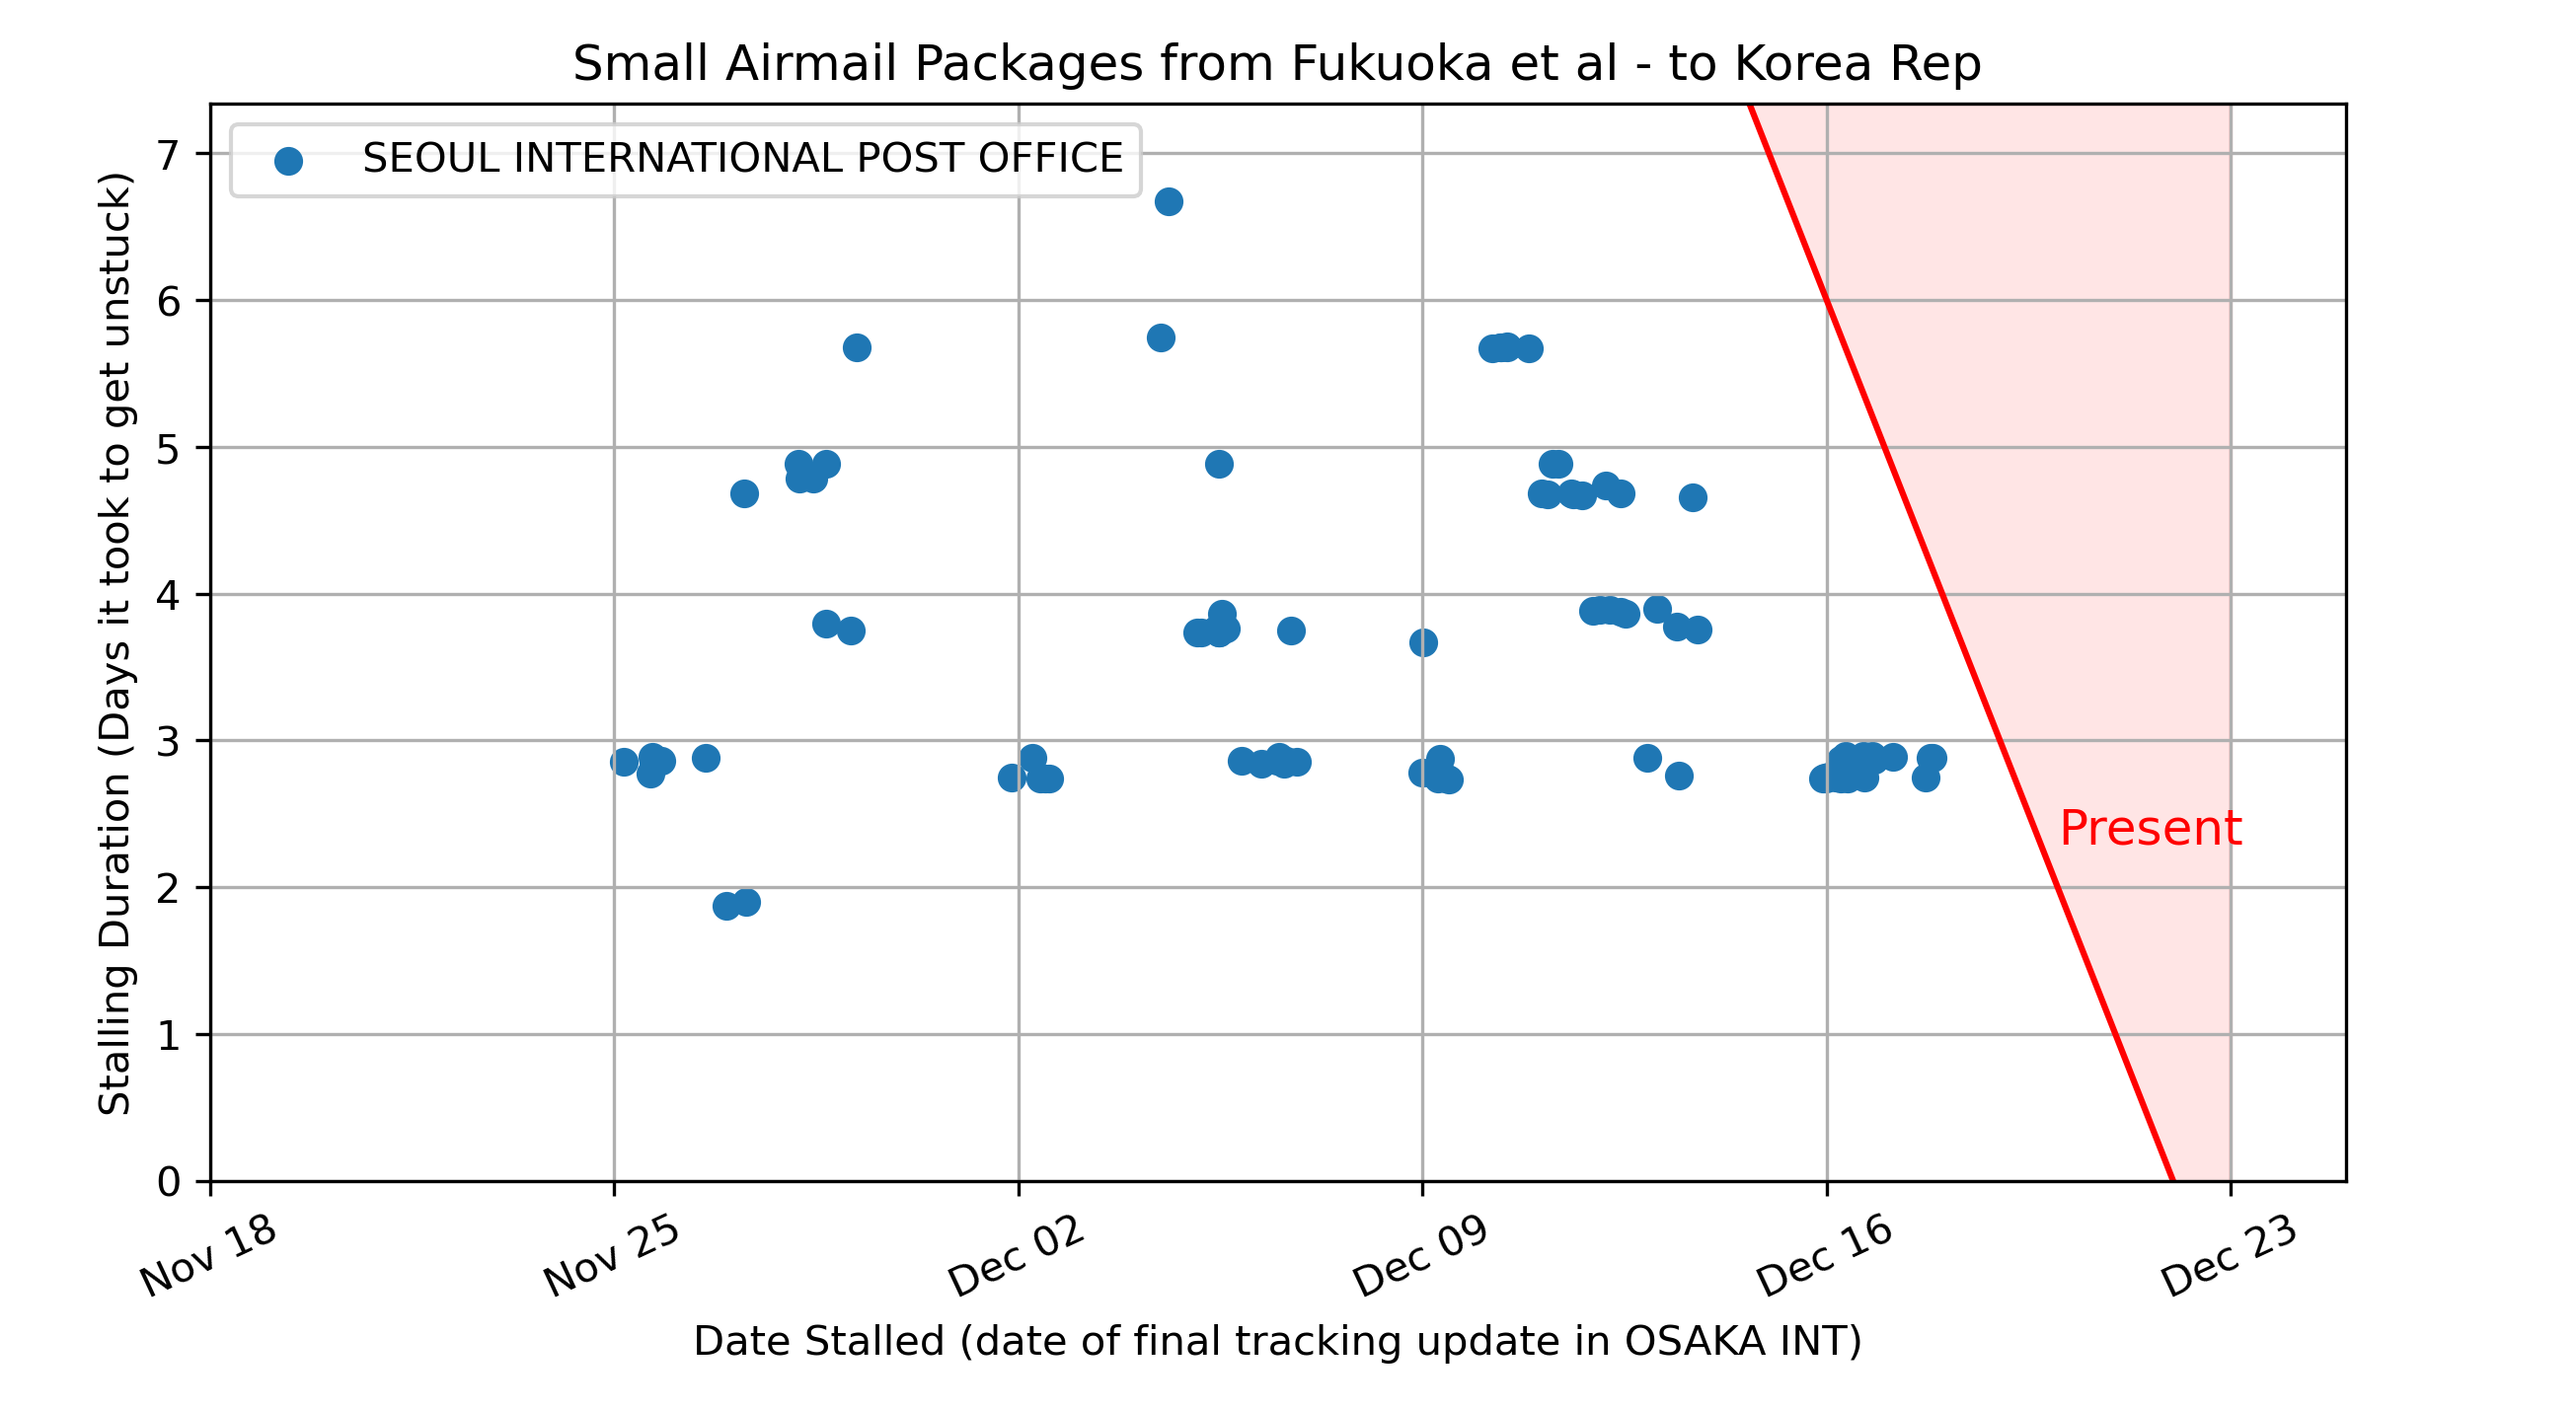 Small Airmail Packages from Fukuoka et al - to Korea Rep
SEOUL INTERNATIONAL POST OFFICE
Stalling Duration (Days it took to get unstuck)
7
6
5
4
3
2
1
0
Present
Nov 18
Nov 25
Dec 02
Dec 09
Dec 16
Dec 23
Date Stalled (date of final tracking update in OSAKA INT)